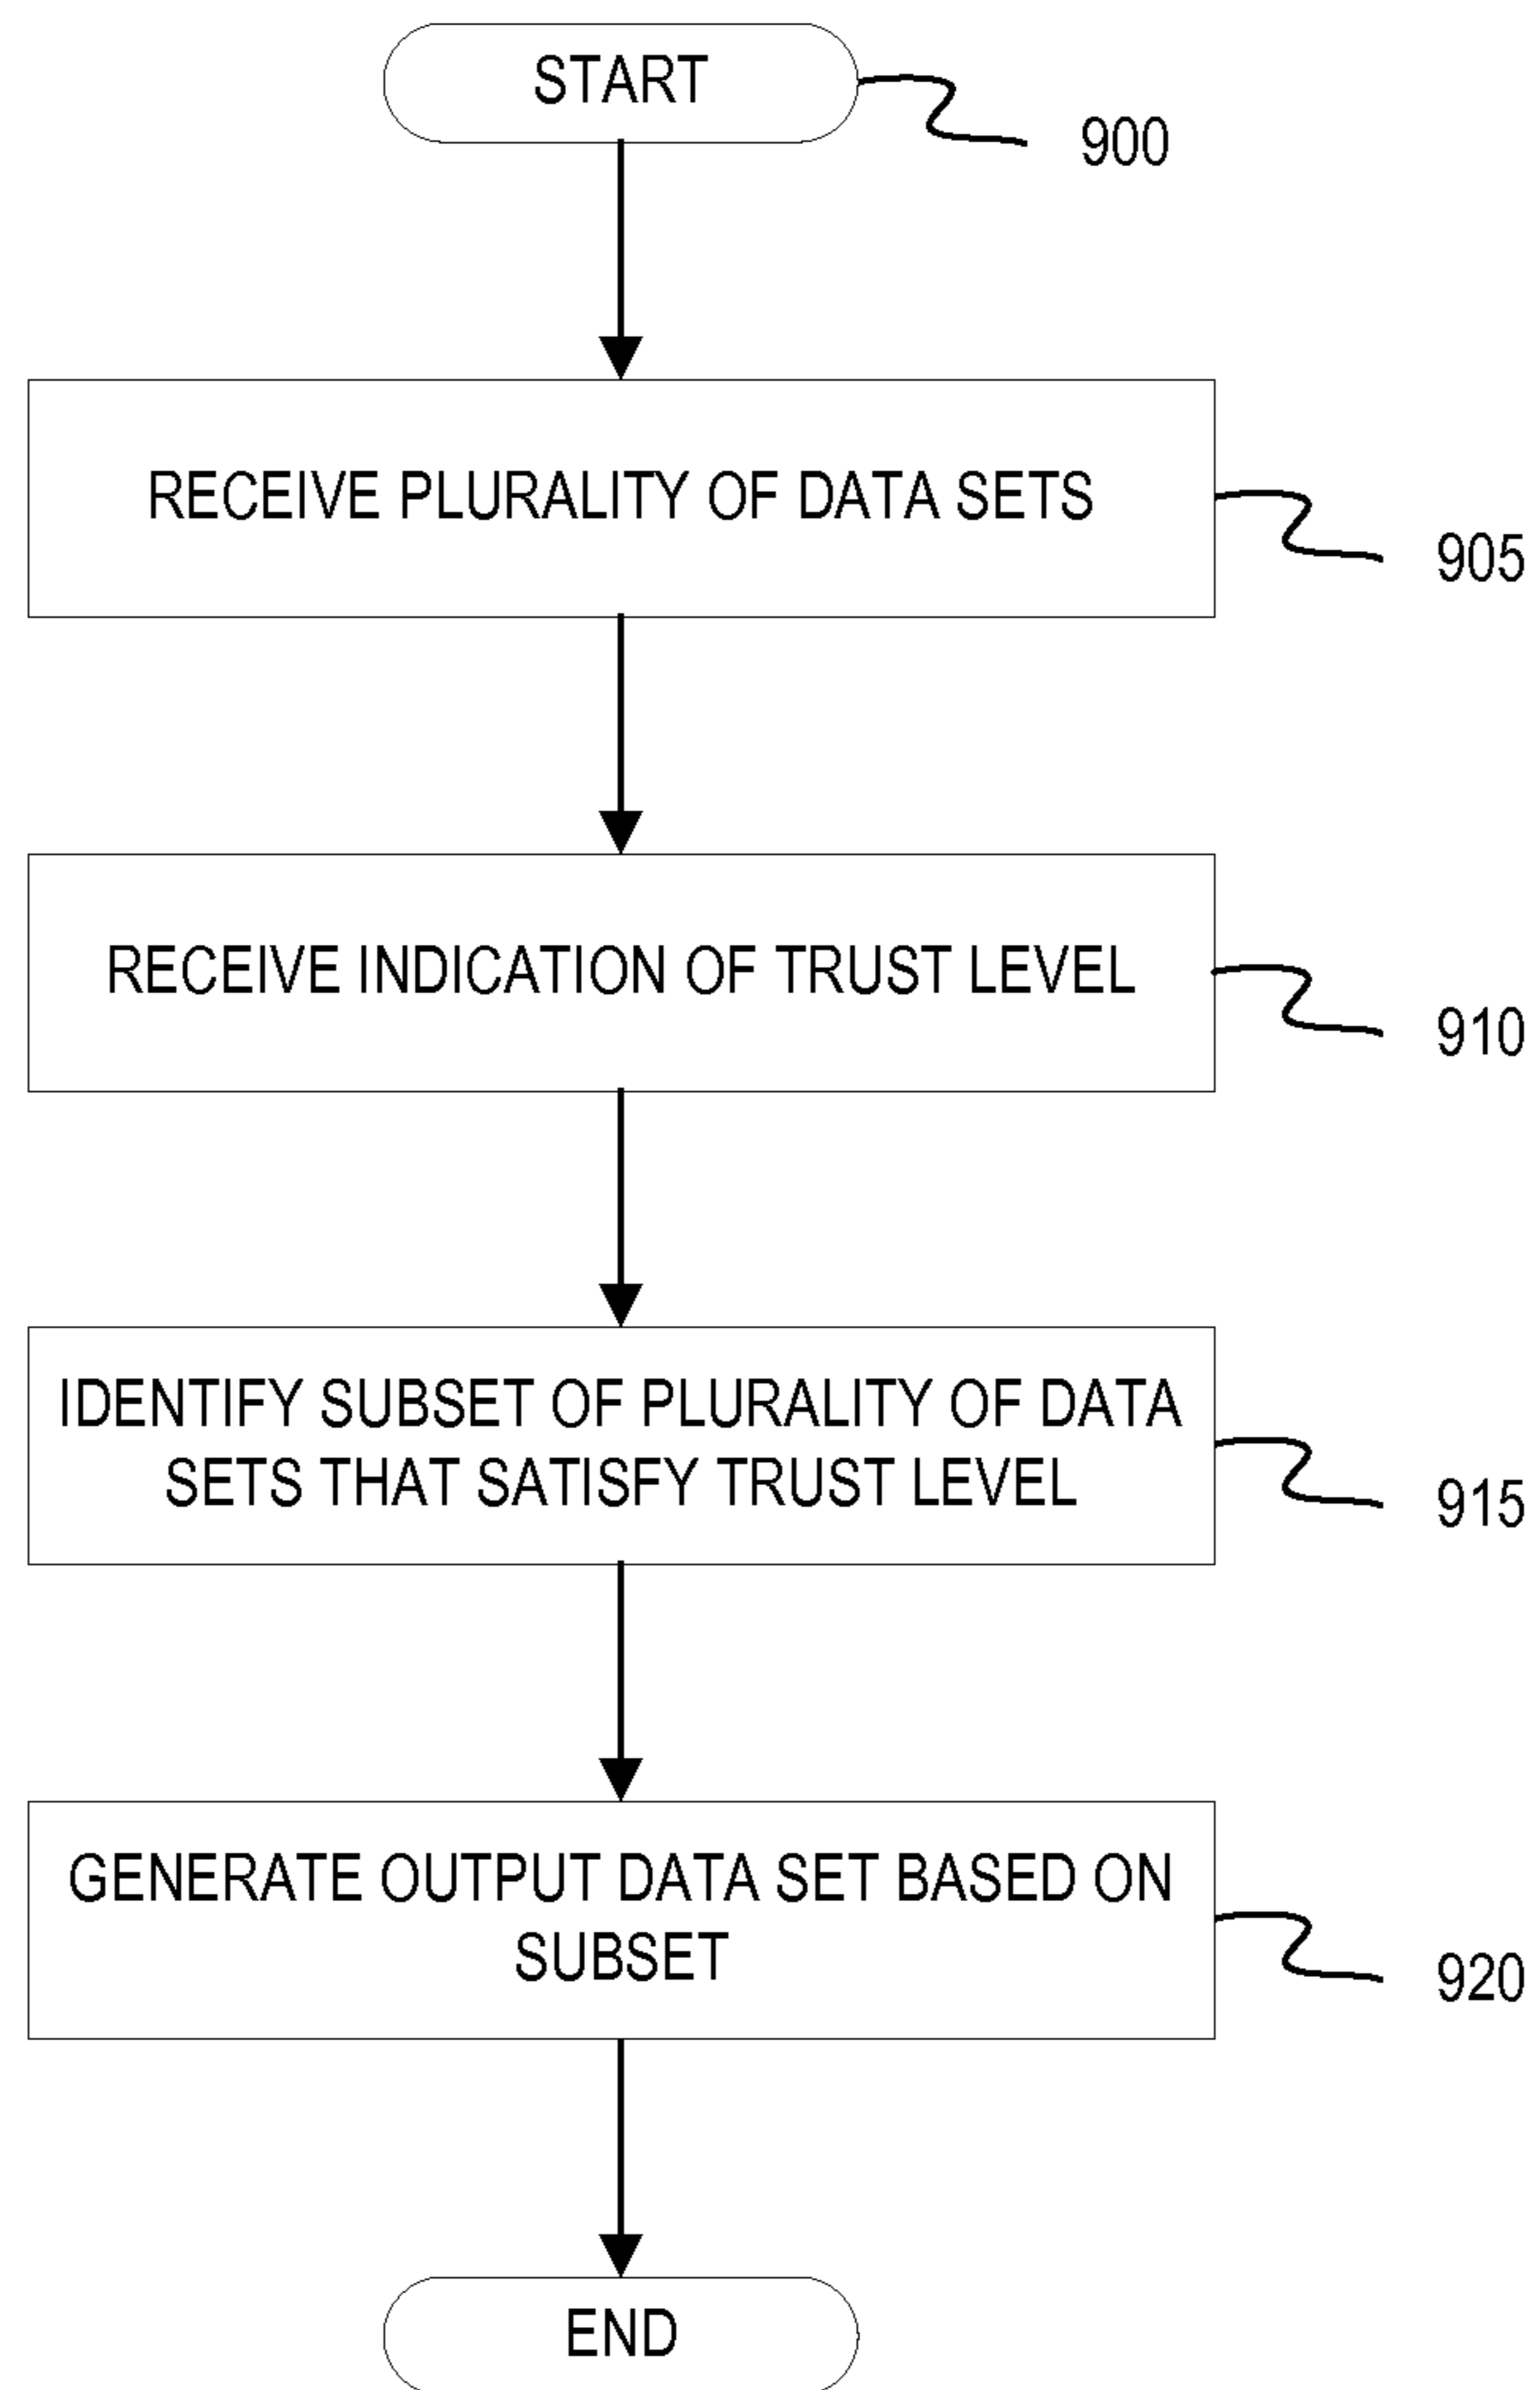 START
900
RECEIVE PLURALITY OF DATA SETS
905
RECEIVE INDICATION OF TRUST LEVEL
910
IDENTIFY SUBSET OF PLURALITY OF DATA
SETS THAT SATISFY TRUST LEVEL
915
GENERATE OUTPUT DATA SET BASED ON
SUBSET
920
END